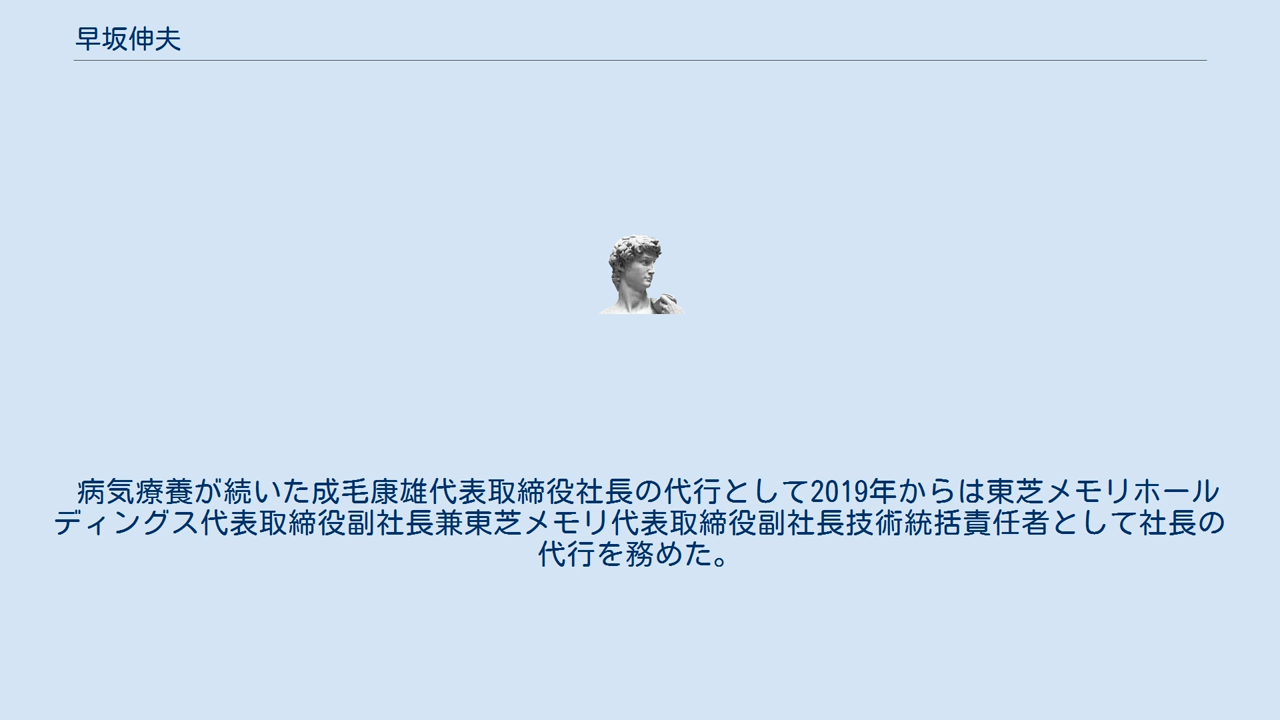 早坂伸夫
病気療養が続いた成毛康雄代表取締役社長の代行として2019年からは東芝メモリホール
ディングス代表取締役副社長兼東芝メモリ代表取締役副社長技術統括責任者として社長の
代行を務めた。